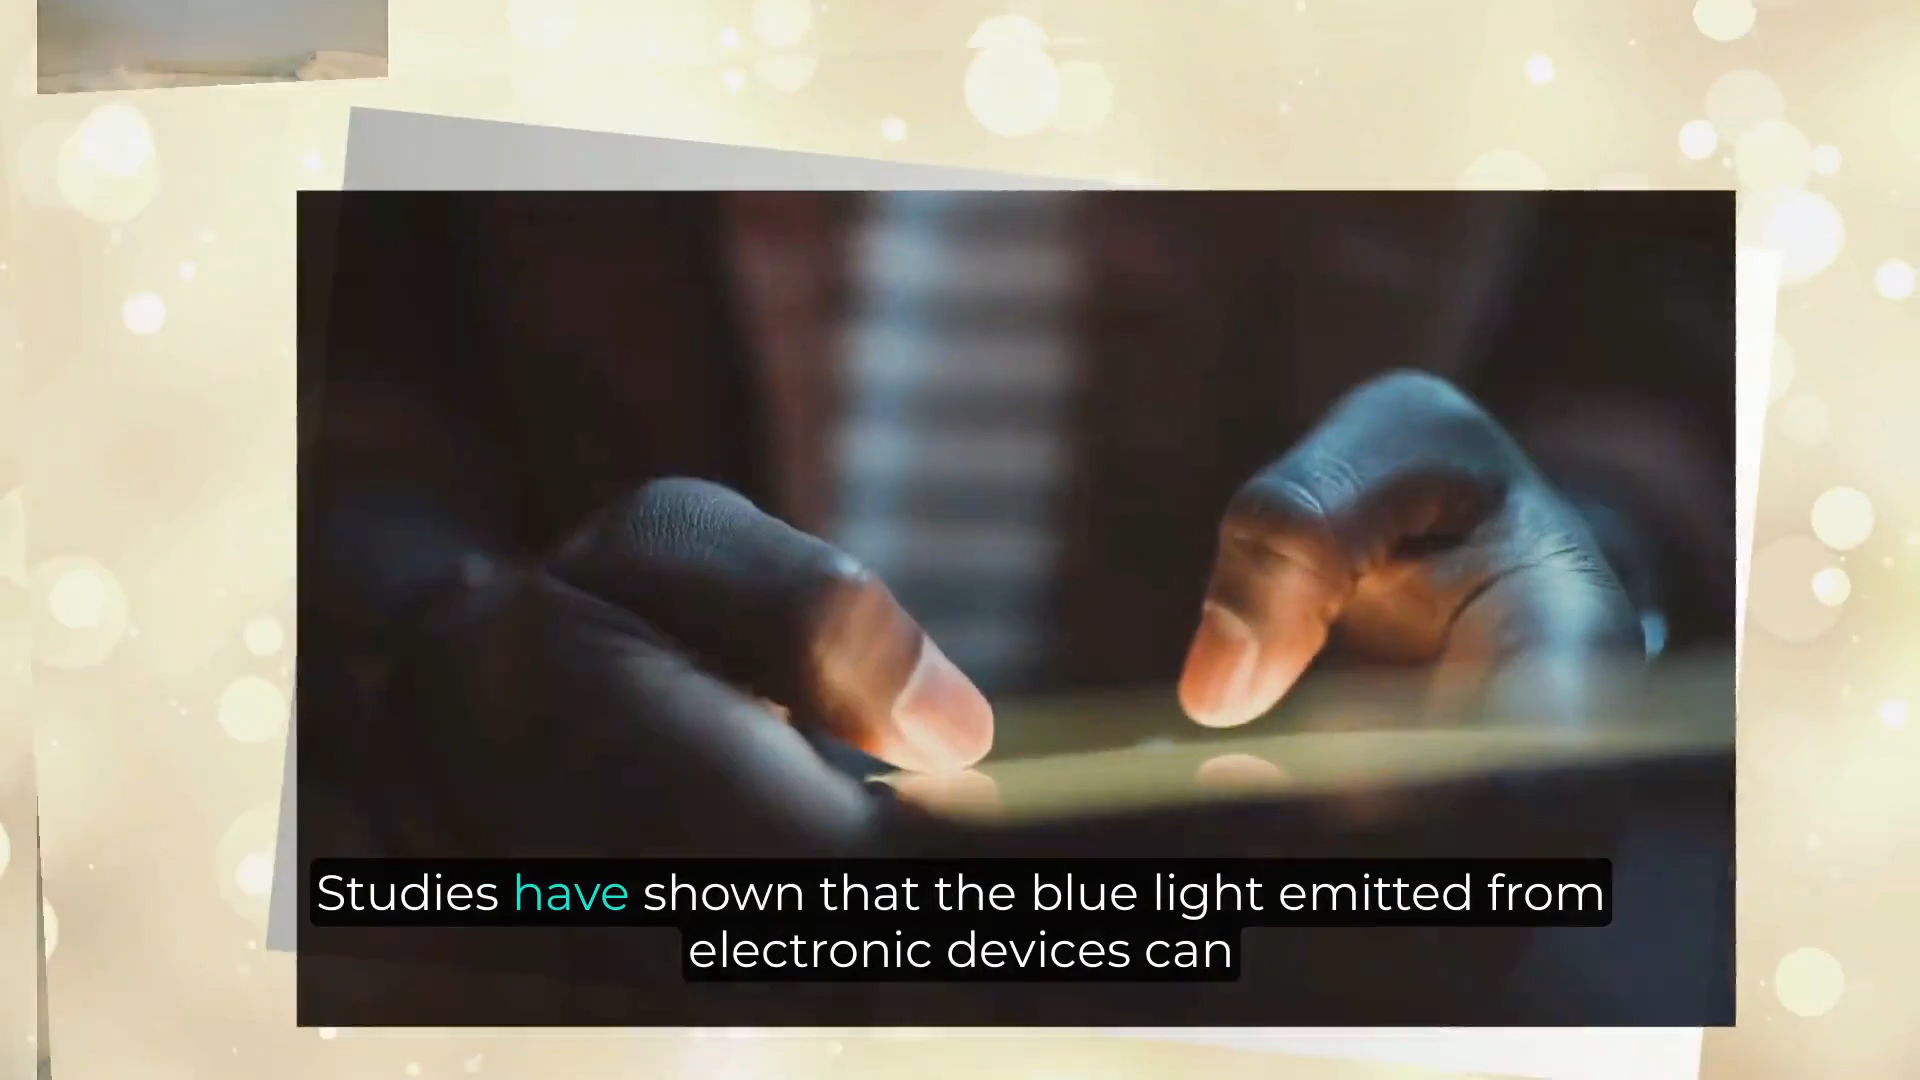 Studies have shown that the blue light emitted from
electronic devices can